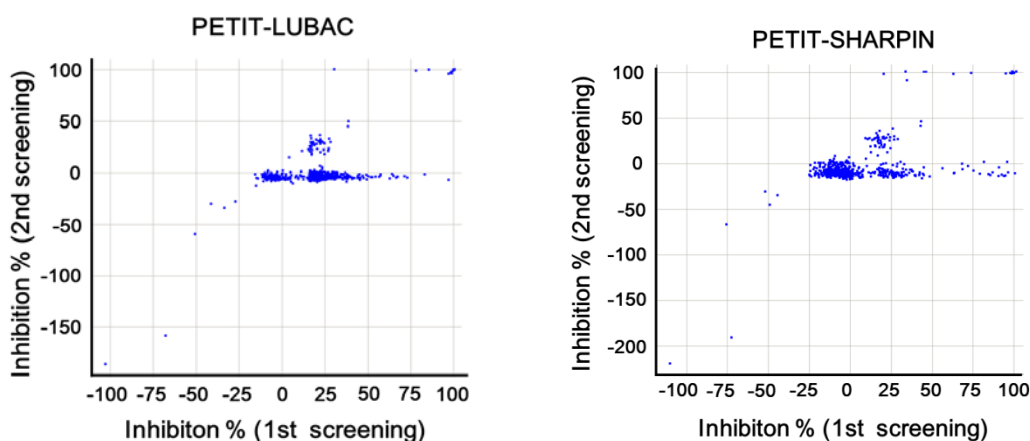 PETIT-LUBAC
Inhibition % (2nd screening)
100
50
0
-50
-100
-150
-100 -75 -50 -25 0 25 50 75 100
Inhibiton % (1st screening)
PETIT-SHARPIN
Inhibition % (2nd screening)
100
50
0
-50
-100
-150
-200
-100 -75 -50 -25 0 25 50 75 100
Inhibiton % (1st screening)